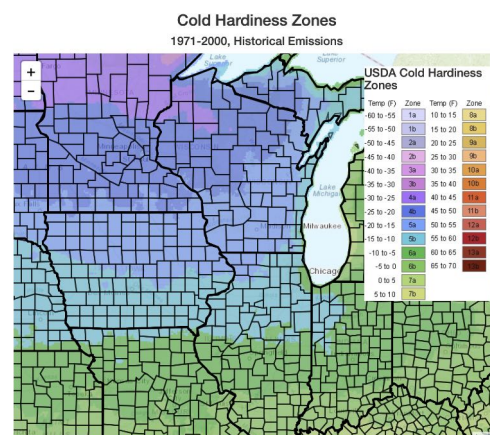 Cold Hardiness Zones
1971-2000, Historical Emissions
+
-
Lake
Superior
Lake
Superior
USDA Cold Hardiness
Zones
Temp (F) Zone Temp (F) Zone
-60 to -55 1a 10 to 15 8a
-55 to -50 1b 15 to 20 8b
-50 to -45 2a 20 to 25 9a
-45 to -40 2b 25 to 30 9b
-40 to -35 3a 30 to 35 10a
-35 to -30 3b 35 to 40 10b
-30 to -25 4a 40 to 45 11a
-25 to -20 4b 45 to 50 11b
-20 to -15 5a 50 to 55 12a
-15 to -10 5b 55 to 60 12b
-10 to -5 6a 60 to 65 13a
-5 to 0 6b 65 to 70
0 to 5 7a
5 to 10 7b
Minneapolis
Lake
Michigan
Milwaukee
Chicago